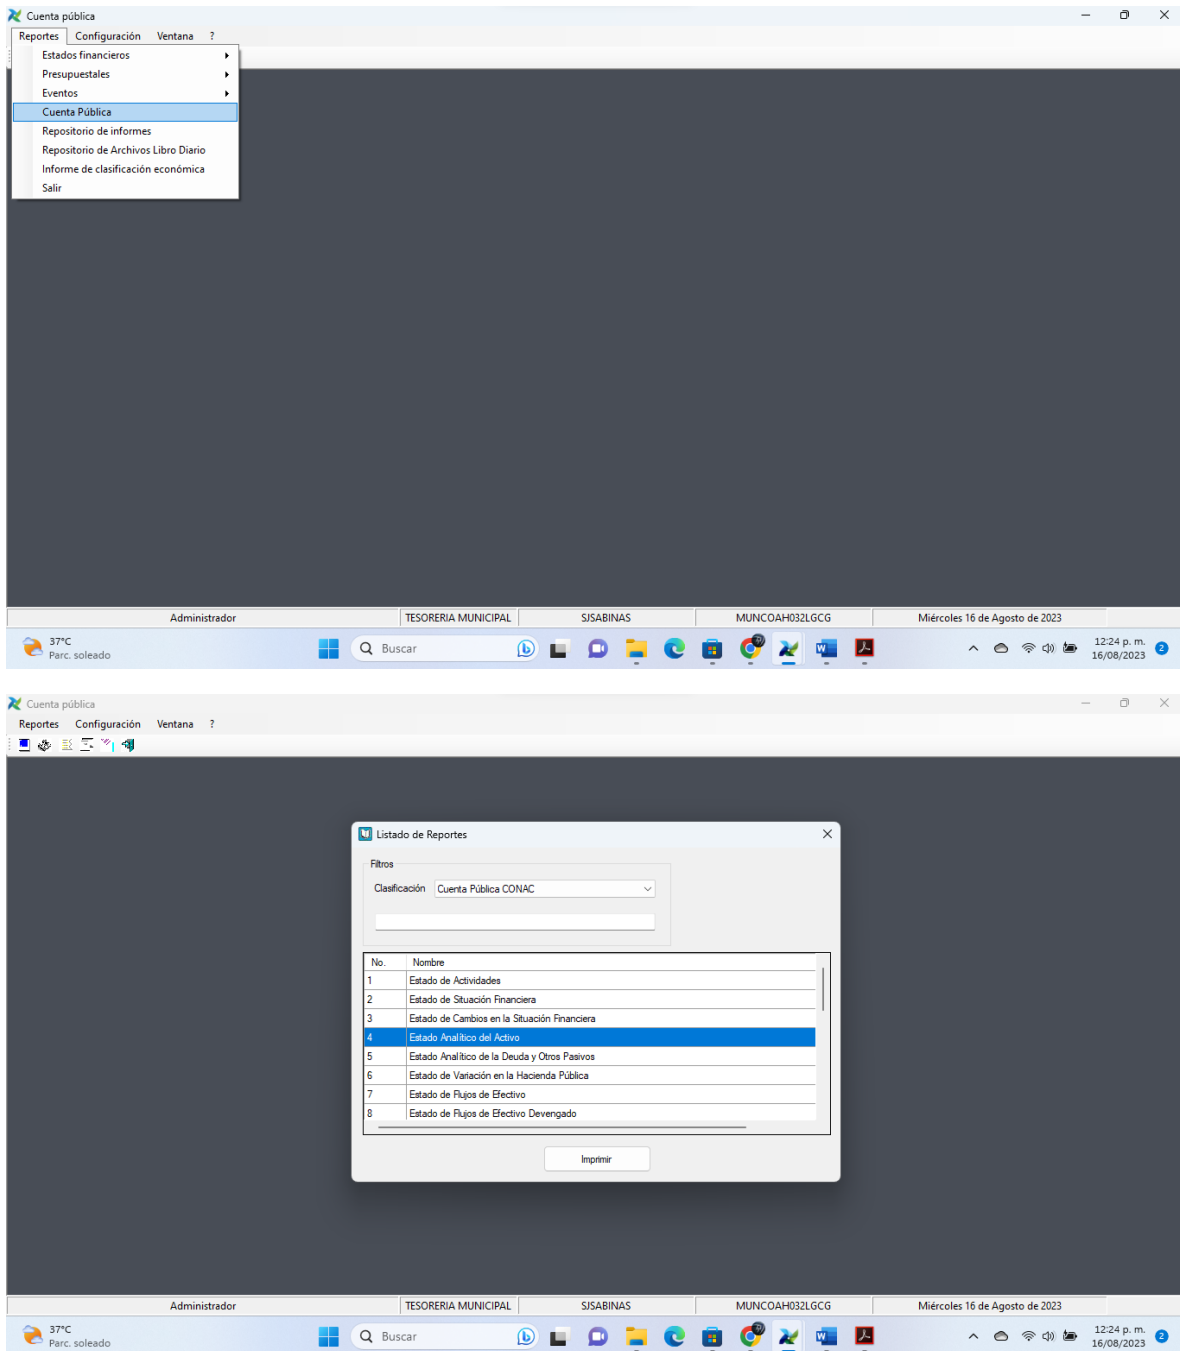 Cuenta pública
Reportes Configuración Ventana ?
Estados financieros
Presupuestales
Eventos
Cuenta Pública
Repositorio de informes
Repositorio de Archivos Libro Diario
Informe de clasificación económica
Salir
Administrador TESORERIA MUNICIPAL SJSABINAS MUNCOAH032LGCG Miércoles 16 de Agosto de 2023
37°C
Parc. soleado
Buscar
12:24 p. m.
16/08/2023
2
Cuenta pública
Reportes Configuración Ventana ?
Listado de Reportes
Filtros
Clasificación Cuenta Pública CONAC
No. Nombre
1 Estado de Actividades
2 Estado de Situación Financiera
3 Estado de Cambios en la Situación Financiera
4 Estado Analítico del Activo
5 Estado Analítico de la Deuda y Otros Pasivos
6 Estado de Variación en la Hacienda Pública
7 Estado de Flujos de Efectivo
8 Estado de Flujos de Efectivo Devengado
Imprimir
Administrador TESORERIA MUNICIPAL SJSABINAS MUNCOAH032LGCG Miércoles 16 de Agosto de 2023
37°C
Parc. soleado
Buscar
12:24 p. m.
16/08/2023
2